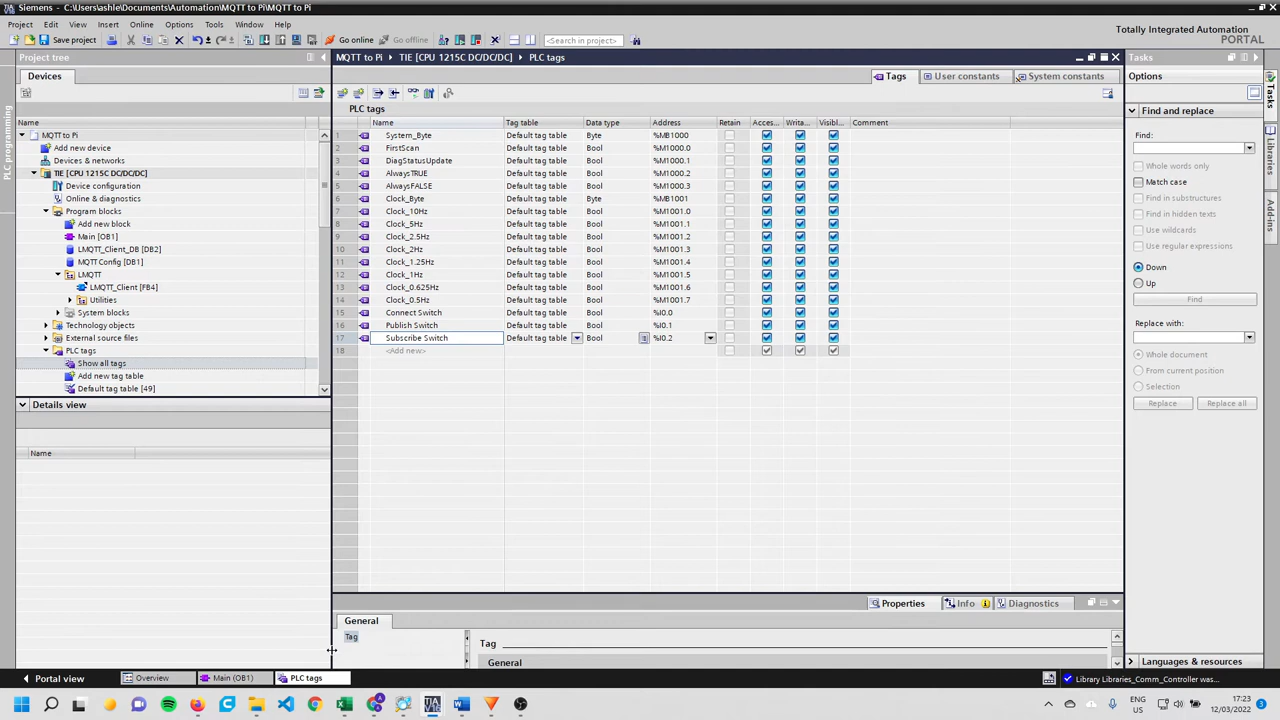 Siemens - C:\Users\ashle\Documents\Automation\MQTT to Pi\MQTT to Pi
Project Edit View Insert Online Options Tools Window Help
Save project Go online Go offline <Search in project>
Totally Integrated Automation
PORTAL
Project tree
MQTT to Pi ▸ TIE [CPU 1215C DC/DC/DC] ▸ PLC tags
Tasks
Devices
Tags User constants System constants
Options
PLC programming
PLC tags
Name
Name Tag table Data type Address Retain Acces... Writa... Visibl... Comment
Find and replace
MQTT to Pi
Add new device
Devices & networks
TIE [CPU 1215C DC/DC/DC]
Device configuration
Online & diagnostics
Program blocks
Add new block
Main [OB1]
LMQTT_Client_ [DB2]
MQTTConfig [DB1]
LMQTT
LMQTT_Client [FB4]
Utilities
System blocks
Technology objects
External source files
PLC tags
Show all tags
Add new tag table
Default tag table [49]
1 System_Byte Default tag table Byte %MB1000
2 FirstScan Default tag table Bool %M1000.0
3 DiagStatusUpdate Default tag table Bool %M1000.1
4 AlwaysTRUE Default tag table Bool %M1000.2
5 AlwaysFALSE Default tag table Bool %M1000.3
6 Clock_Byte Default tag table Byte %MB1001
7 Clock_10Hz Default tag table Bool %M1001.0
8 Clock_5Hz Default tag table Bool %M1001.1
9 Clock_2.5Hz Default tag table Bool %M1001.2
10 Clock_2Hz Default tag table Bool %M1001.3
11 Clock_1.25Hz Default tag table Bool %M1001.4
12 Clock_1Hz Default tag table Bool %M1001.5
13 Clock_0.625Hz Default tag table Bool %M1001.6
14 Clock_0.5Hz Default tag table Bool %M1001.7
15 Connect Switch Default tag table Bool %I0.0
16 Publish Switch Default tag table Bool %I0.1
17 Subscribe Switch Default tag table Bool %I0.2
18 <Add new>
Find:
Whole words only
Match case
Find in substructures
Find in hidden texts
Use wildcards
Use regular expressions
Down
Up
Find
Replace with:
Whole document
From current position
Selection
Replace Replace all
Tasks
Libraries
Add-ins
Details view
Name
Properties Info Diagnostics
General
Tag
Tag
General
Languages & resources
Portal view Overview Main (OB1) PLC tags
Library Libraries_Comm_Controller was...
ENG
US
17:23
12/03/2022
3